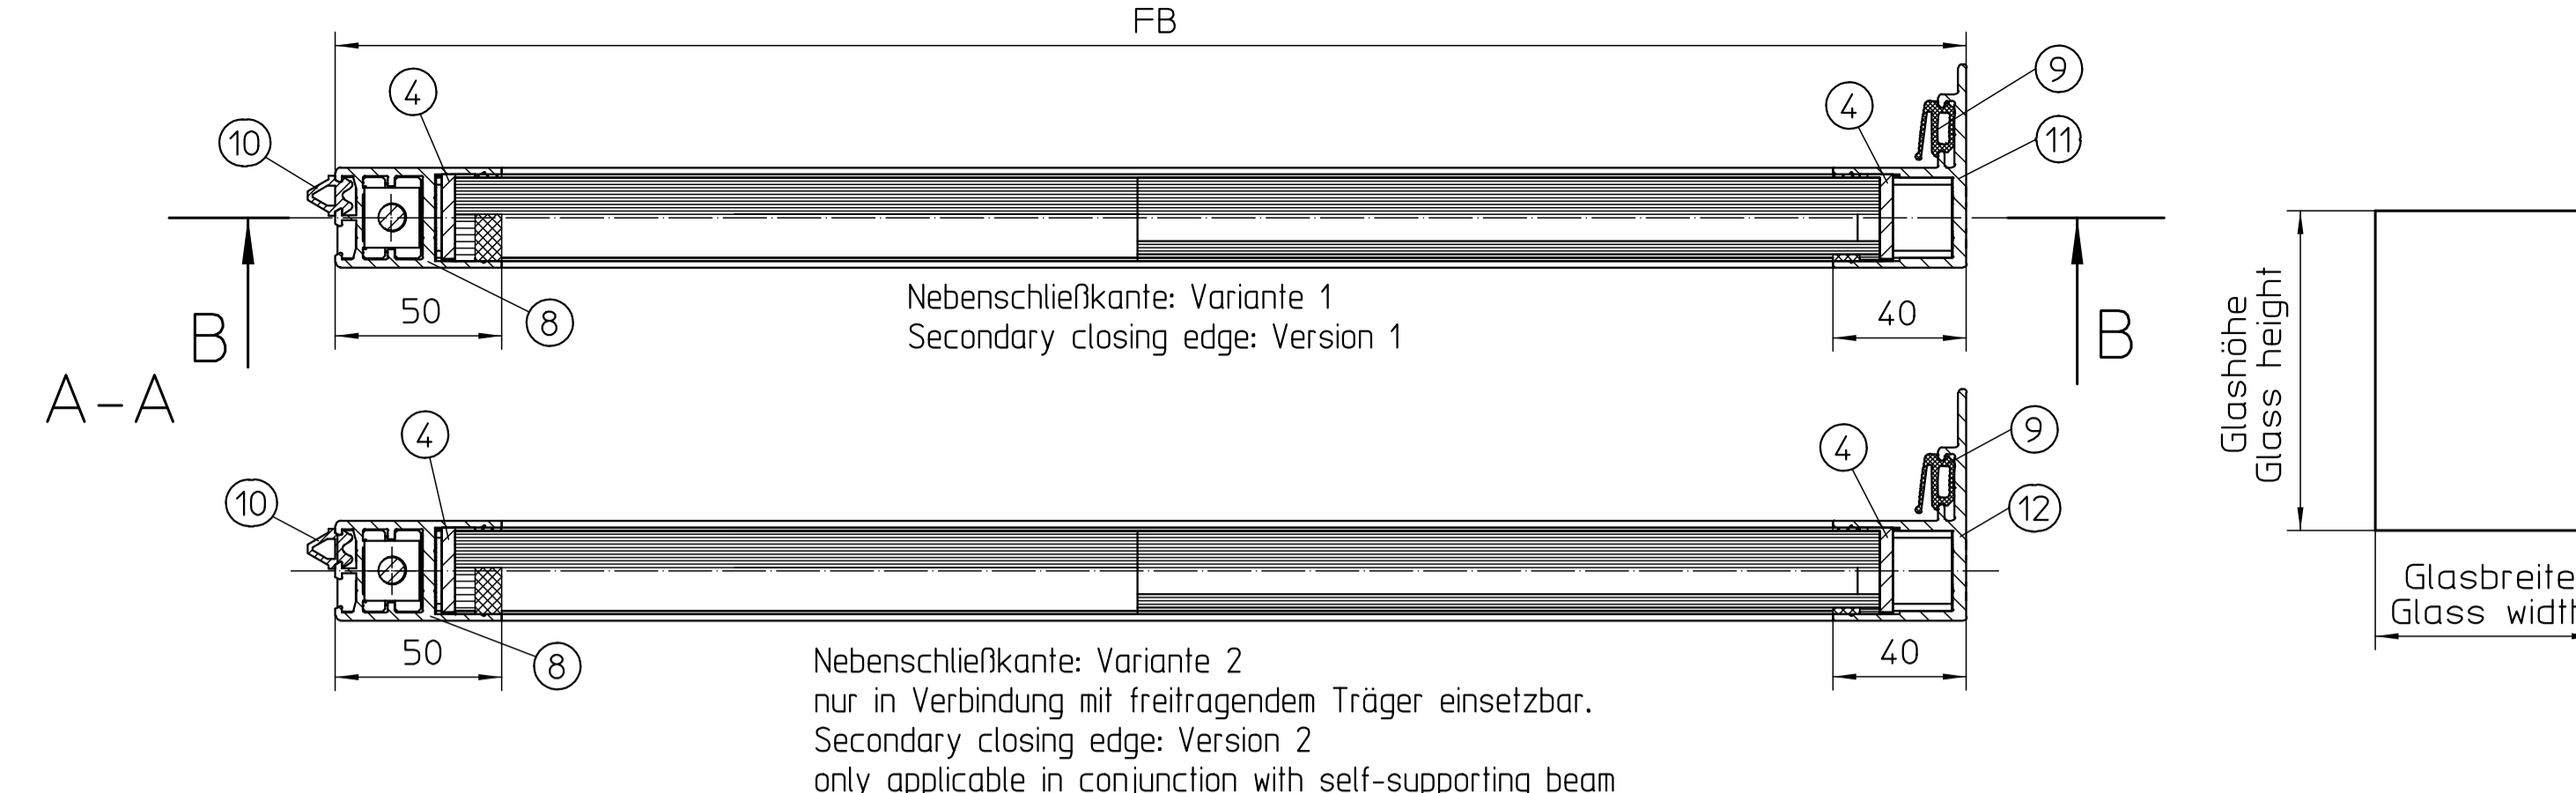 FB
4
4
9
10
11
50
8
Nebenschließkante: Variante 1
Secondary closing edge: Version 1
40
B
B
A-A
4
4
9
10
12
50
8
40
Nebenschließkante: Variante 2
nur in Verbindung mit freitragendem Träger einsetzbar.
Secondary closing edge: Version 2
only applicable in conjunction with self-supporting beam
Glashöhe
Glass height
Glasbreite
Glass width